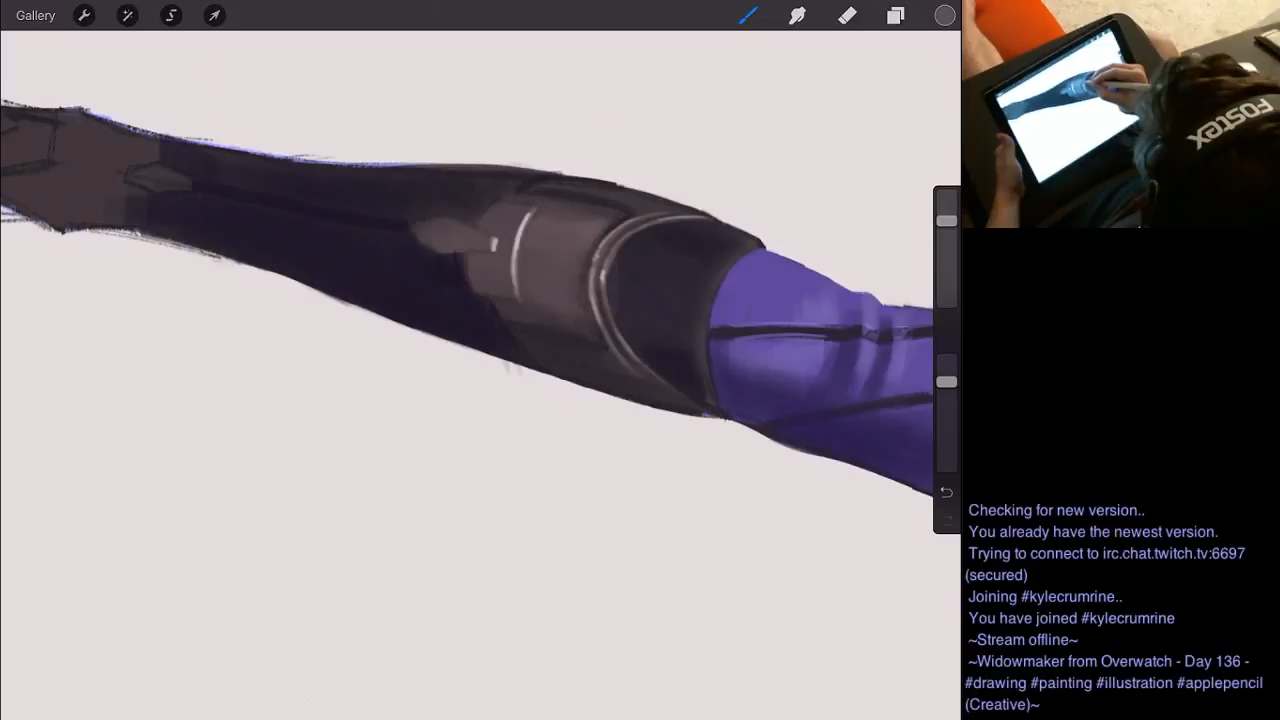 Gallery
Fostex
Checking for new version..
You already have the newest version.
Trying to connect to irc.chat.twitch.tv:6697
(secured)
Joining #kylecrumrine..
You have joined #kylecrumrine
~Stream offline~
~Widowmaker from Overwatch - Day 136 -
#drawing #painting #illustration #applepencil
(Creative)~